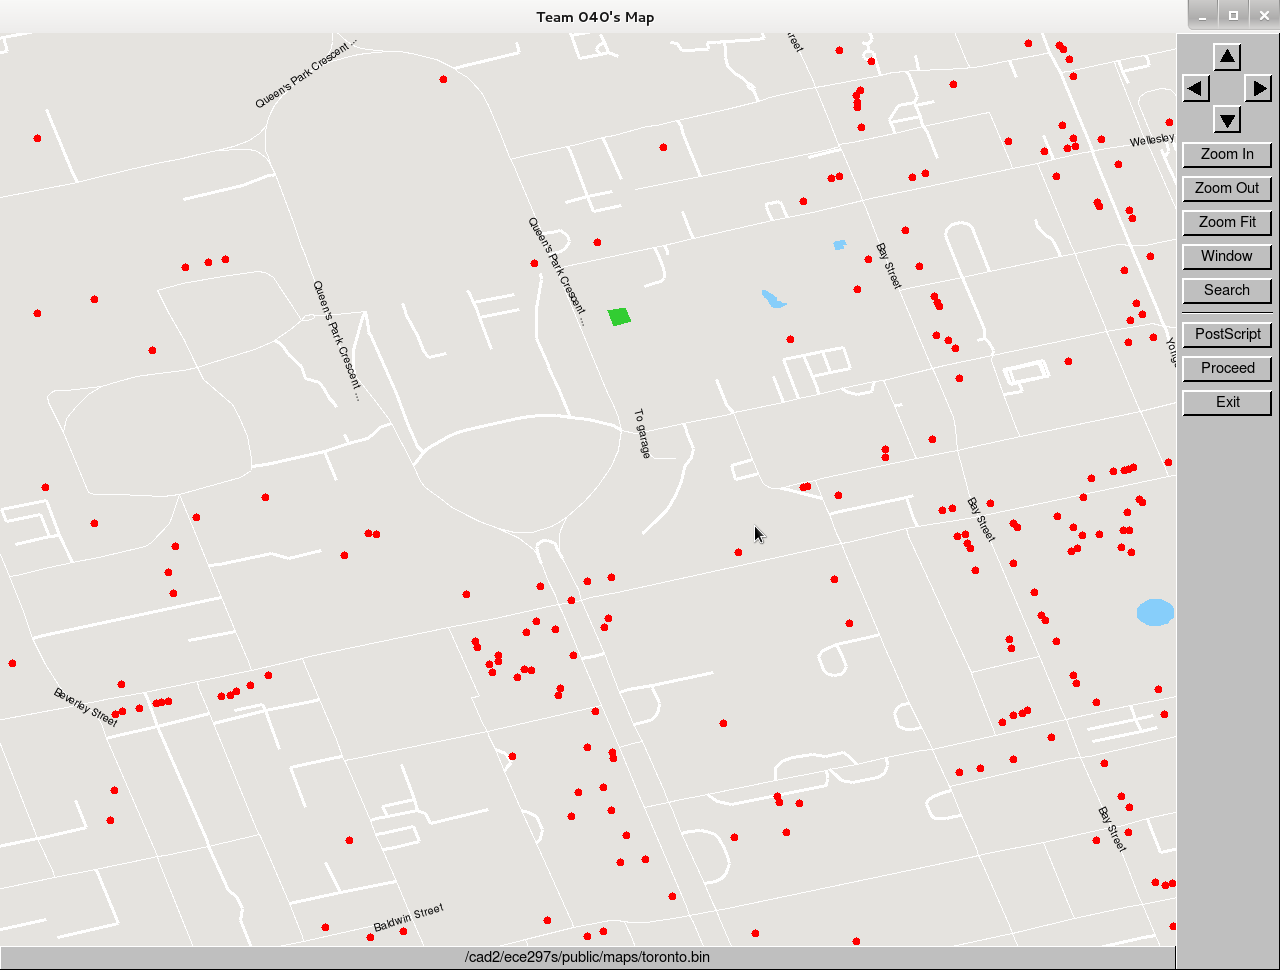 Team 040's Map
Queen's Park Crescent ...
Wellesley
Queen's Park Crescent ...
Bay Street
Queen's Park Crescent ...
To garage
Bay Street
Beverley Street
Bay Street
Baldwin Street
Zoom In
Zoom Out
Zoom Fit
Window
Search
PostScript
Proceed
Exit
/cad2/ece297s/public/maps/toronto.bin